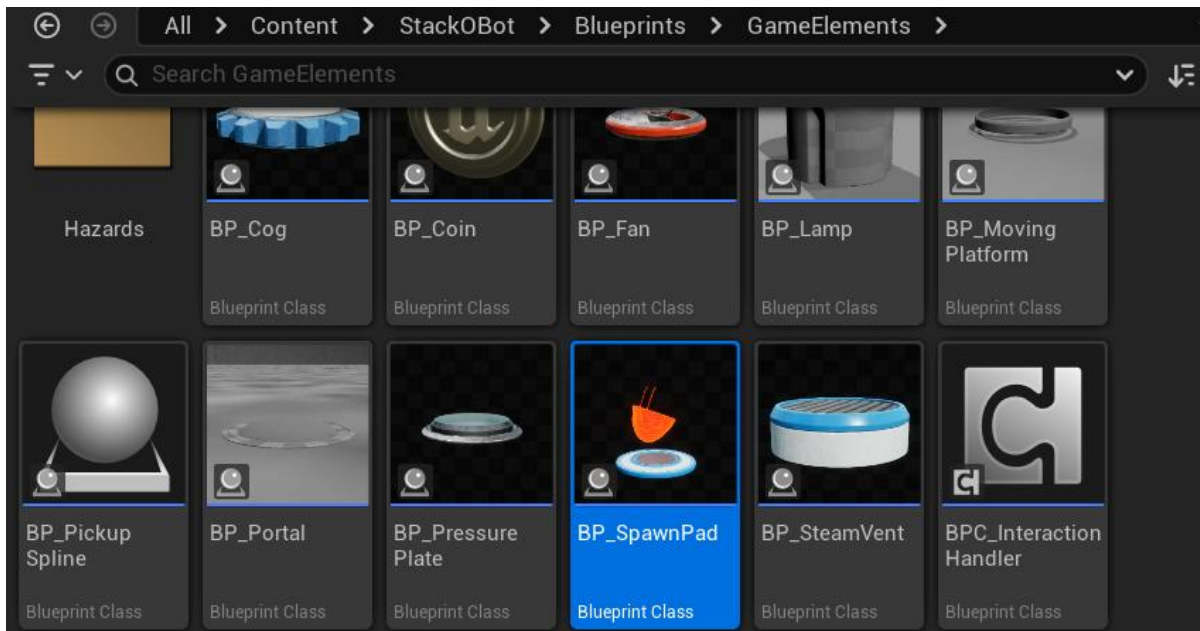 All > Content > StackOBot > Blueprints > GameElements >
Search GameElements
Hazards
BP_Cog
Blueprint Class
BP_Coin
Blueprint Class
BP_Fan
Blueprint Class
BP_Lamp
Blueprint Class
BP_Moving
Platform
Blueprint Class
BP_Pickup
Spline
Blueprint Class
BP_Portal
Blueprint Class
BP_Pressure
Plate
Blueprint Class
BP_SpawnPad
Blueprint Class
BP_SteamVent
Blueprint Class
BPC_Interaction
Handler
Blueprint Class